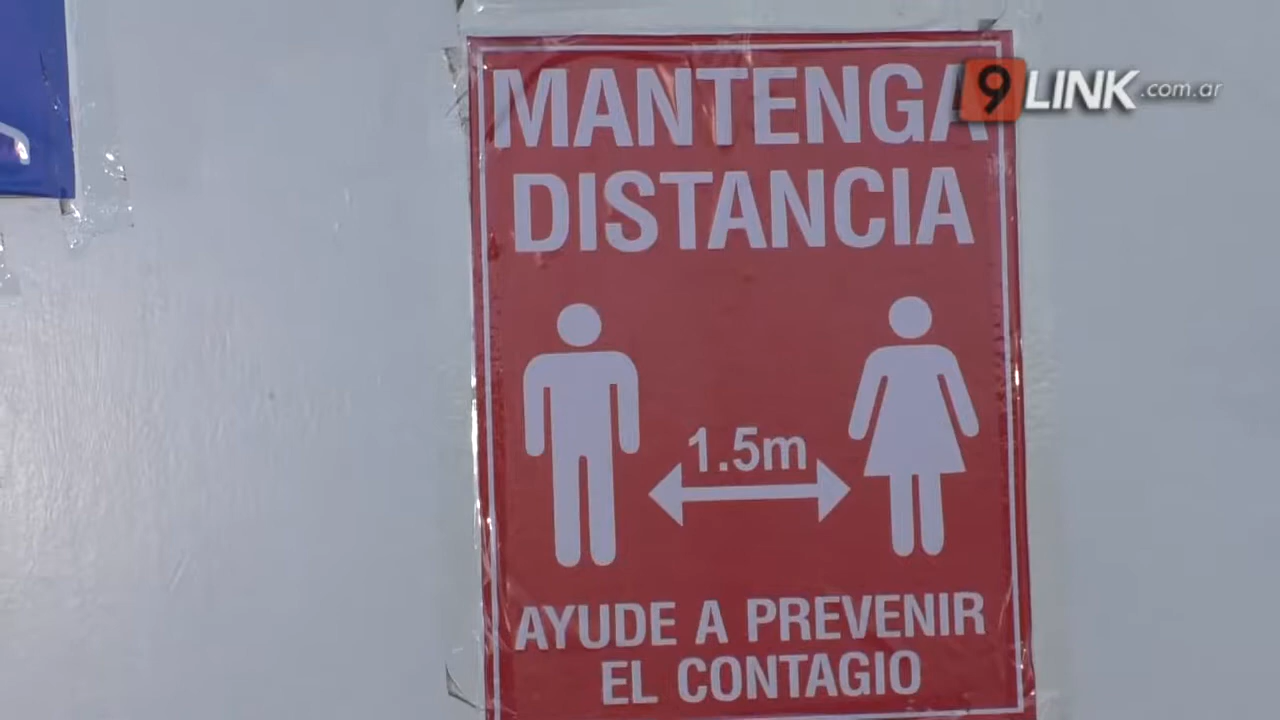 MANTENGA
9 LINK.com.ar
DISTANCIA
1.5m
AYUDE A PREVENIR
EL CONTAGIO